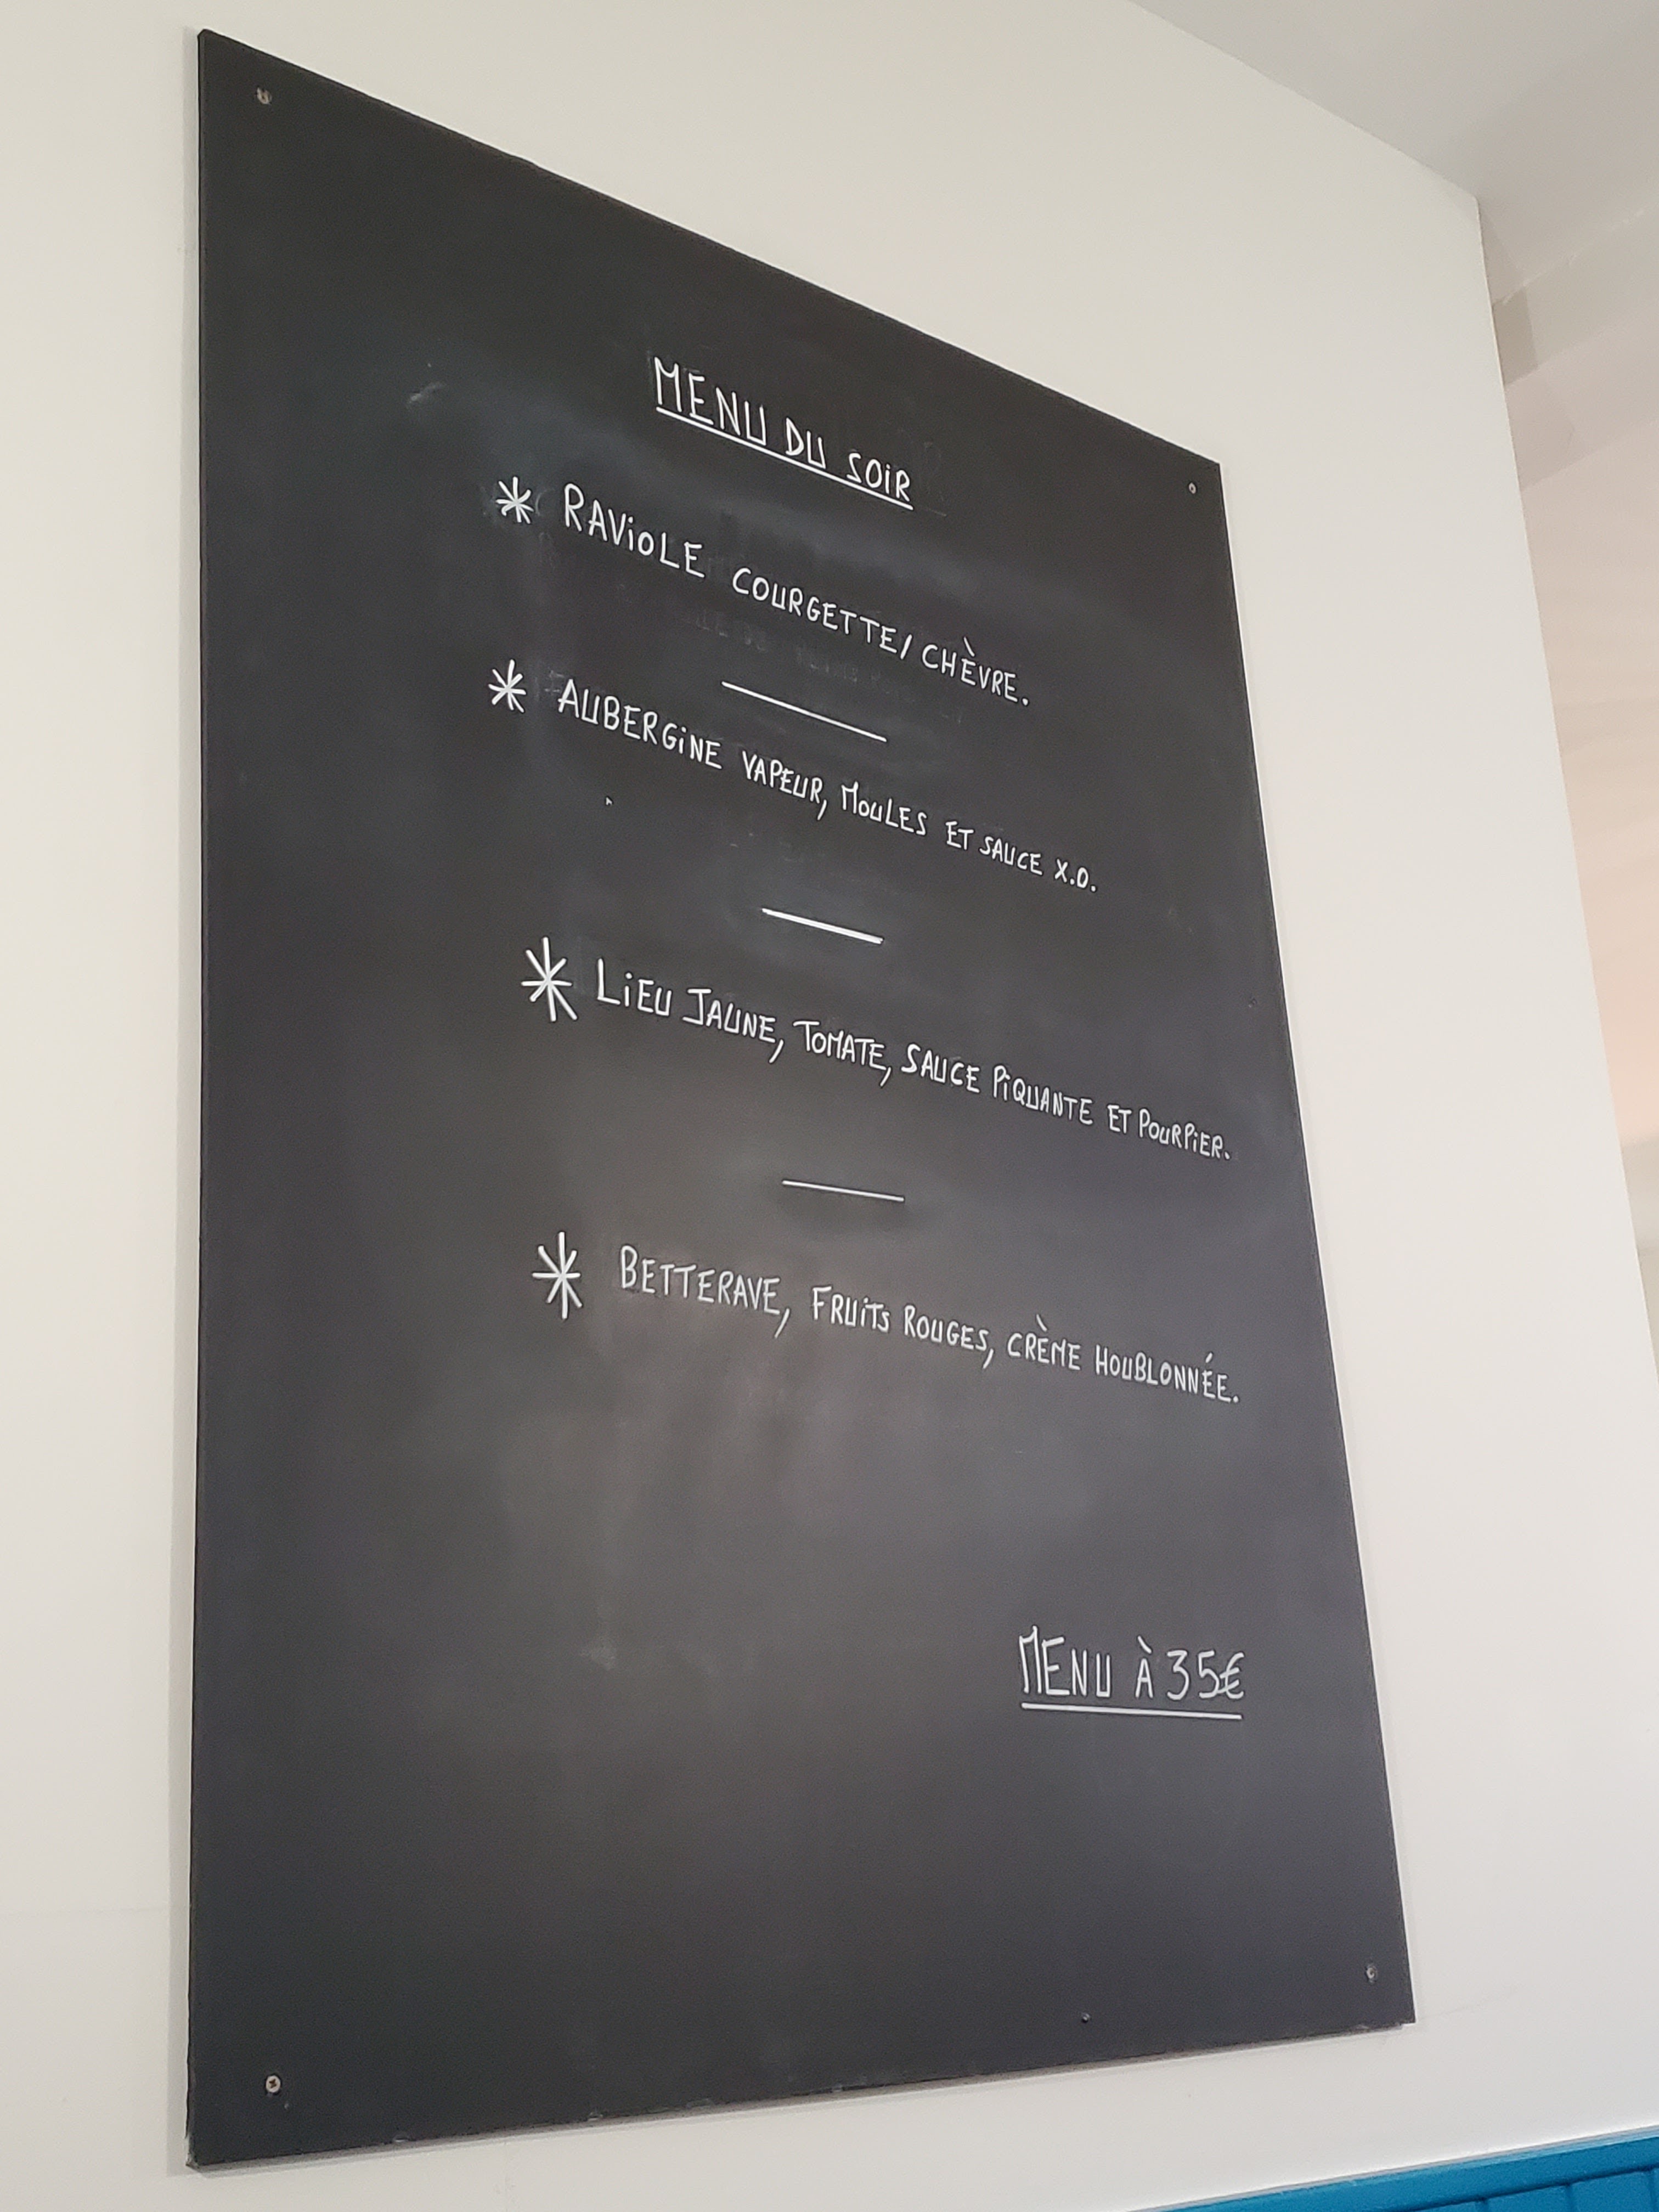 MENU DU SOIR
* RAVIOLE COURGETTE/CHÈVRE.
* AUBERGINE VAPEUR, MOULES ET SAUCE X.O.
* LIEU JAUNE, TOMATE, SAUCE PIQUANTE ET POURPIER.
* BETTERAVE, FRUITS ROUGES, CRÈME HOUBLONNÉE.
MENU À 35€